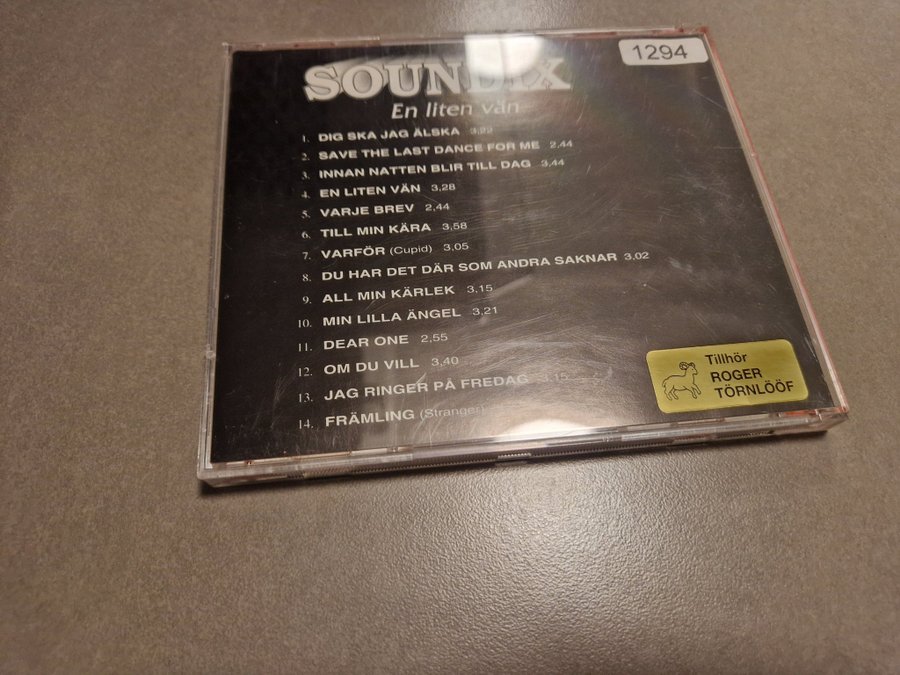 1294
SOUNDIX
En liten vän
1. DIG SKA JAG ÄLSKA 3,22
2. SAVE THE LAST DANCE FOR ME 2,44
3. INNAN NATTEN BLIR TILL DAG 3,44
4. EN LITEN VÄN 3,28
5. VARJE BREV 2,44
6. TILL MIN KÄRA 3,58
7. VARFÖR (Cupid) 3,05
8. DU HAR DET DÄR SOM ANDRA SAKNAR 3,02
9. ALL MIN KÄRLEK 3,15
10. MIN LILLA ÄNGEL 3,21
11. DEAR ONE 2,55
12. OM DU VILL 3,40
13. JAG RINGER PÅ FREDAG
14. FRÄMLING (Stranger)
Tillhör
ROGER
TÖRNLÖÖF